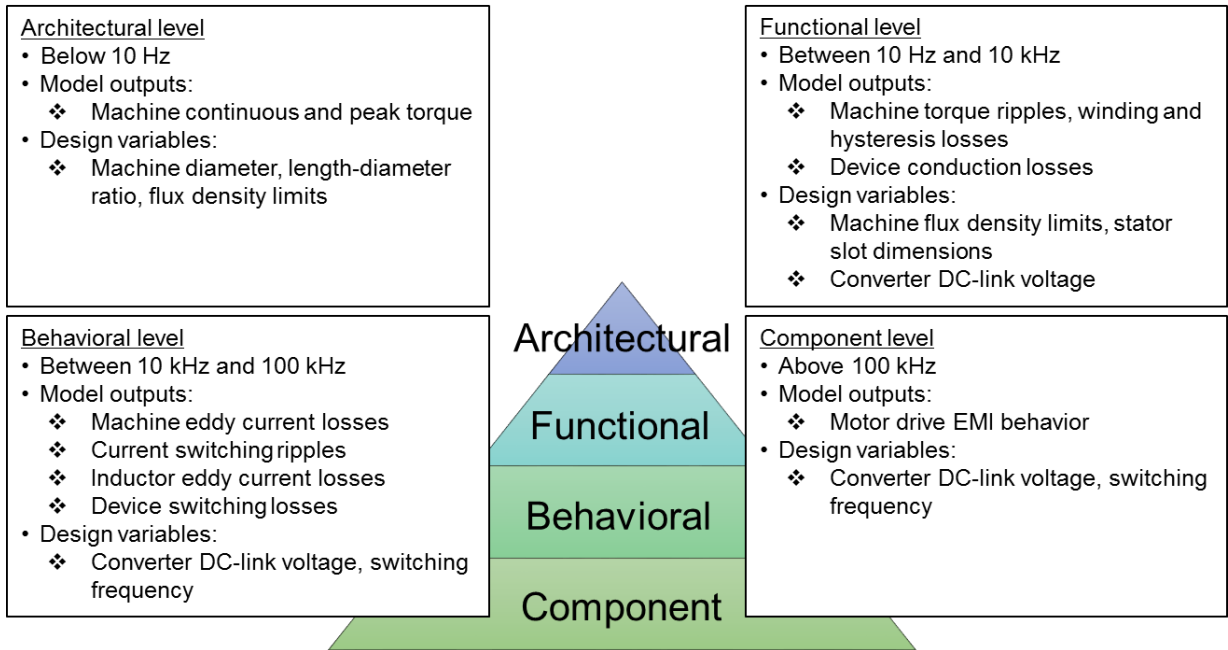 Architectural level
• Below 10 Hz
• Model outputs:
❖ Machine continuous and peak torque
• Design variables:
❖ Machine diameter, length-diameter
ratio, flux density limits
Functional level
• Between 10 Hz and 10 kHz
• Model outputs:
❖ Machine torque ripples, winding and
hysteresis losses
❖ Device conduction losses
• Design variables:
❖ Machine flux density limits, stator
slot dimensions
❖ Converter DC-link voltage
Behavioral level
• Between 10 kHz and 100 kHz
• Model outputs:
❖ Machine eddy current losses
❖ Current switching ripples
❖ Inductor eddy current losses
❖ Device switching losses
• Design variables:
❖ Converter DC-link voltage, switching
frequency
Architectural
Functional
Behavioral
Component
Component level
• Above 100 kHz
• Model outputs:
❖ Motor drive EMI behavior
• Design variables:
❖ Converter DC-link voltage, switching
frequency